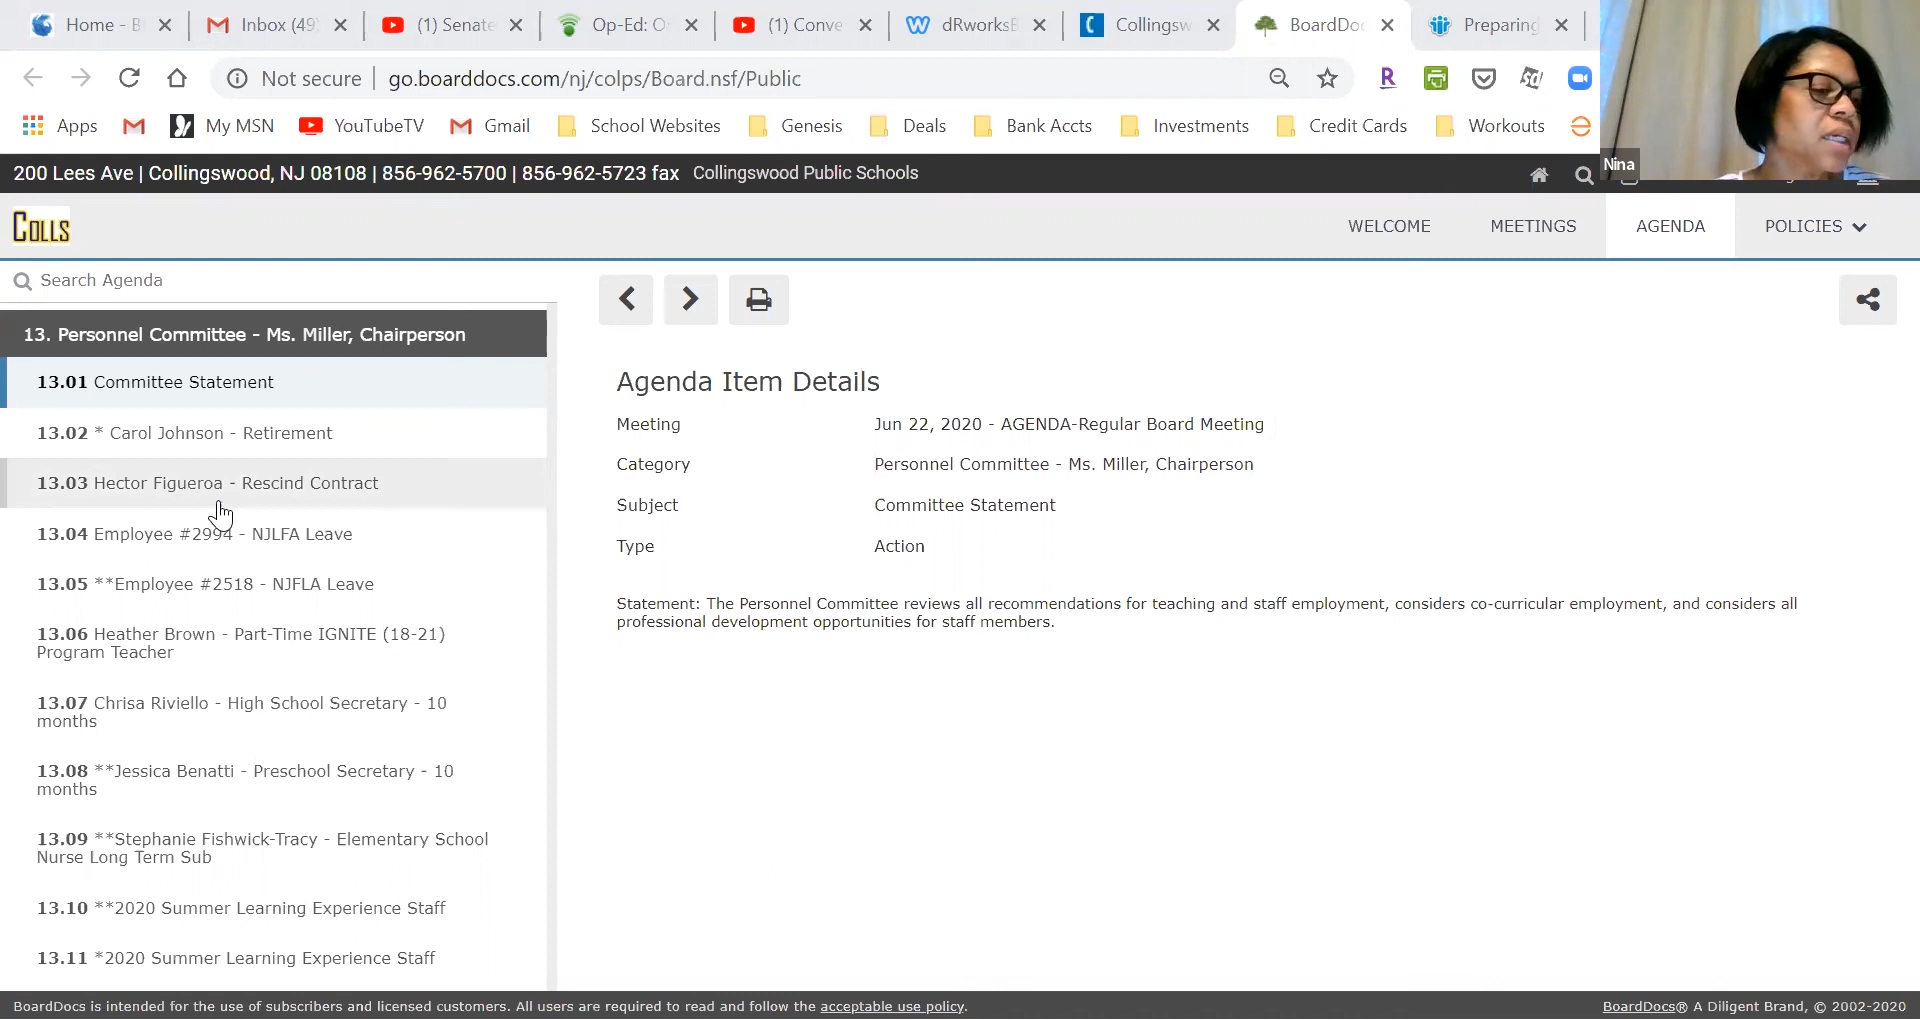 Home - B
Inbox (49
(1) Senate
Op-Ed: O
(1) Conve
dRworksB
Collingsw
BoardDoc
Preparing
Not secure | go.boarddocs.com/nj/colps/Board.nsf/Public
Apps
My MSN
YouTubeTV
Gmail
School Websites
Genesis
Deals
Bank Accts
Investments
Credit Cards
Workouts
Nina
200 Lees Ave | Collingswood, NJ 08108 | 856-962-5700 | 856-962-5723 fax Collingswood Public Schools
COLLS
WELCOME MEETINGS AGENDA POLICIES
Search Agenda
13. Personnel Committee - Ms. Miller, Chairperson
13.01 Committee Statement
13.02 * Carol Johnson - Retirement
13.03 Hector Figueroa - Rescind Contract
13.04 Employee #2994 - NJLFA Leave
13.05 **Employee #2518 - NJFLA Leave
13.06 Heather Brown - Part-Time IGNITE (18-21)
Program Teacher
13.07 Chrisa Riviello - High School Secretary - 10
months
13.08 **Jessica Benatti - Preschool Secretary - 10
months
13.09 **Stephanie Fishwick-Tracy - Elementary School
Nurse Long Term Sub
13.10 **2020 Summer Learning Experience Staff
13.11 *2020 Summer Learning Experience Staff
Agenda Item Details
Meeting Jun 22, 2020 - AGENDA-Regular Board Meeting
Category Personnel Committee - Ms. Miller, Chairperson
Subject Committee Statement
Type Action
Statement: The Personnel Committee reviews all recommendations for teaching and staff employment, considers co-curricular employment, and considers all
professional development opportunities for staff members.
BoardDocs is intended for the use of subscribers and licensed customers. All users are required to read and follow the acceptable use policy.
BoardDocs® A Diligent Brand, © 2002-2020